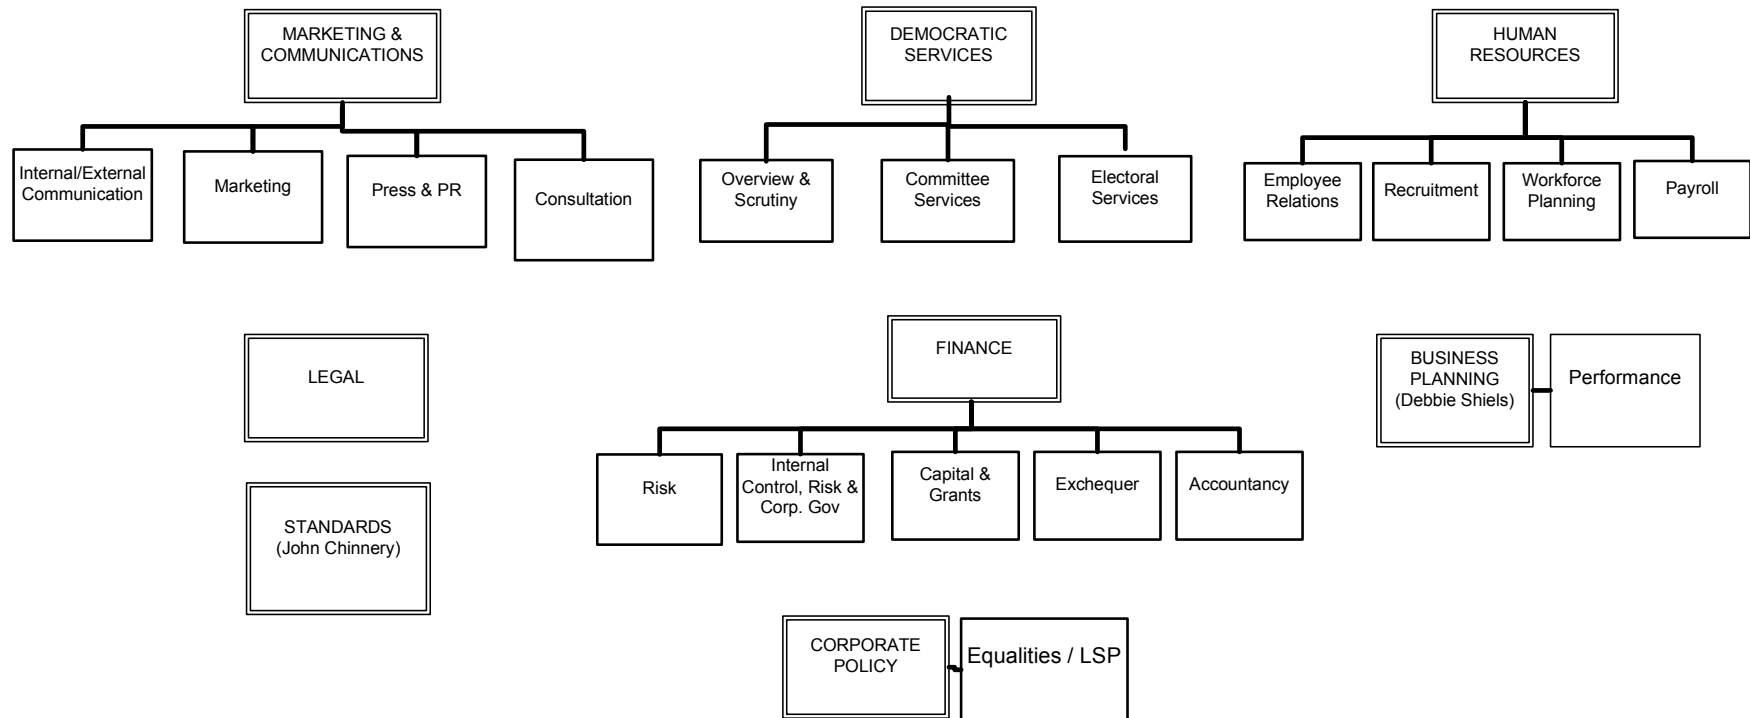 MARKETING &
COMMUNICATIONS
DEMOCRATIC
SERVICES
HUMAN
RESOURCES
Internal/External
Communication
Marketing
Press & PR
Consultation
Overview &
Scrutiny
Committee
Services
Electoral
Services
Employee
Relations
Recruitment
Workforce
Planning
Payroll
LEGAL
FINANCE
BUSINESS
PLANNING
(Debbie Shiels)
Performance
Risk
Internal
Control, Risk &
Corp. Gov
Capital &
Grants
Exchequer
Accountancy
STANDARDS
(John Chinnery)
CORPORATE
POLICY
Equalities / LSP